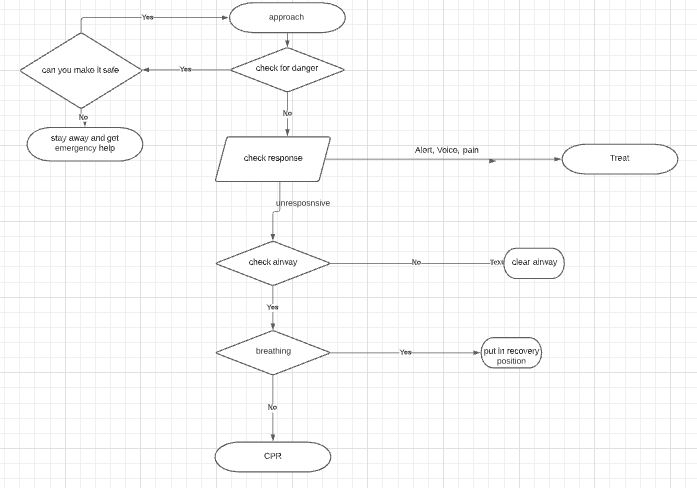 Yes
approach
can you make it safe
Yes
check for danger
No
No
stay away and get
emergency help
check response
Alert, Voice, pain
Treat
unresposnsive
check airway
No
Text
clear airway
Yes
breathing
Yes
put in recovery
position
No
CPR